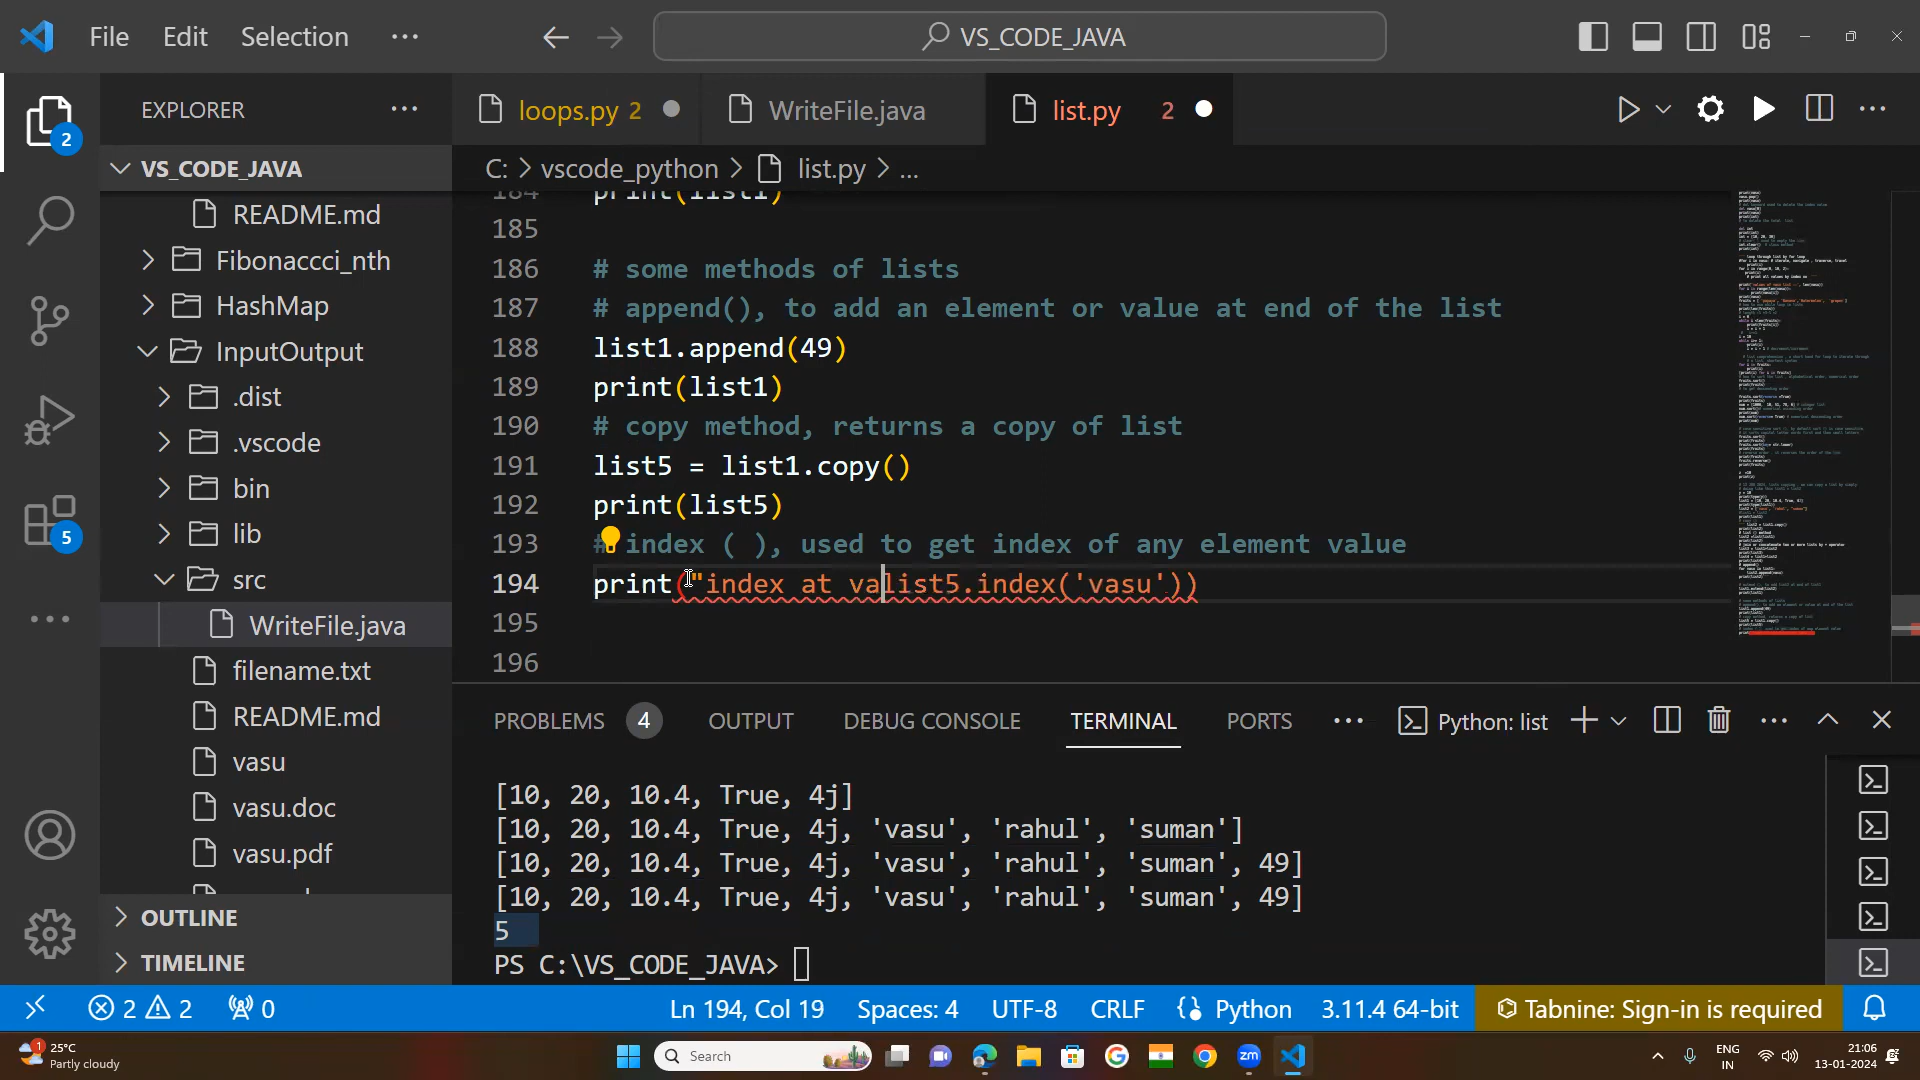 File Edit Selection ...
VS_CODE_JAVA
EXPLORER ...
loops.py 2
WriteFile.java
list.py 2
2
VS_CODE_JAVA
C: > vscode_python > list.py > ...
README.md
Fibonaccci_nth
HashMap
InputOutput
.dist
.vscode
bin
lib
src
WriteFile.java
filename.txt
README.md
vasu
vasu.doc
vasu.pdf
OUTLINE
TIMELINE
5
184 print(list1)
185
186 # some methods of lists
187 # append(), to add an element or value at end of the list
188 list1.append(49)
189 print(list1)
190 # copy method, returns a copy of list
191 list5 = list1.copy()
192 print(list5)
193 # index ( ), used to get index of any element value
194 print("index at valist5.index('vasu'))
195
196
PROBLEMS 4 OUTPUT DEBUG CONSOLE TERMINAL PORTS ... Python: list
[10, 20, 10.4, True, 4j]
[10, 20, 10.4, True, 4j, 'vasu', 'rahul', 'suman']
[10, 20, 10.4, True, 4j, 'vasu', 'rahul', 'suman', 49]
[10, 20, 10.4, True, 4j, 'vasu', 'rahul', 'suman', 49]
5
PS C:\VS_CODE_JAVA>
2 2 0 Ln 194, Col 19 Spaces: 4 UTF-8 CRLF Python 3.11.4 64-bit Tabnine: Sign-in is required
1 25°C
Partly cloudy
Search
zm
ENG
IN
21:06
13-01-2024